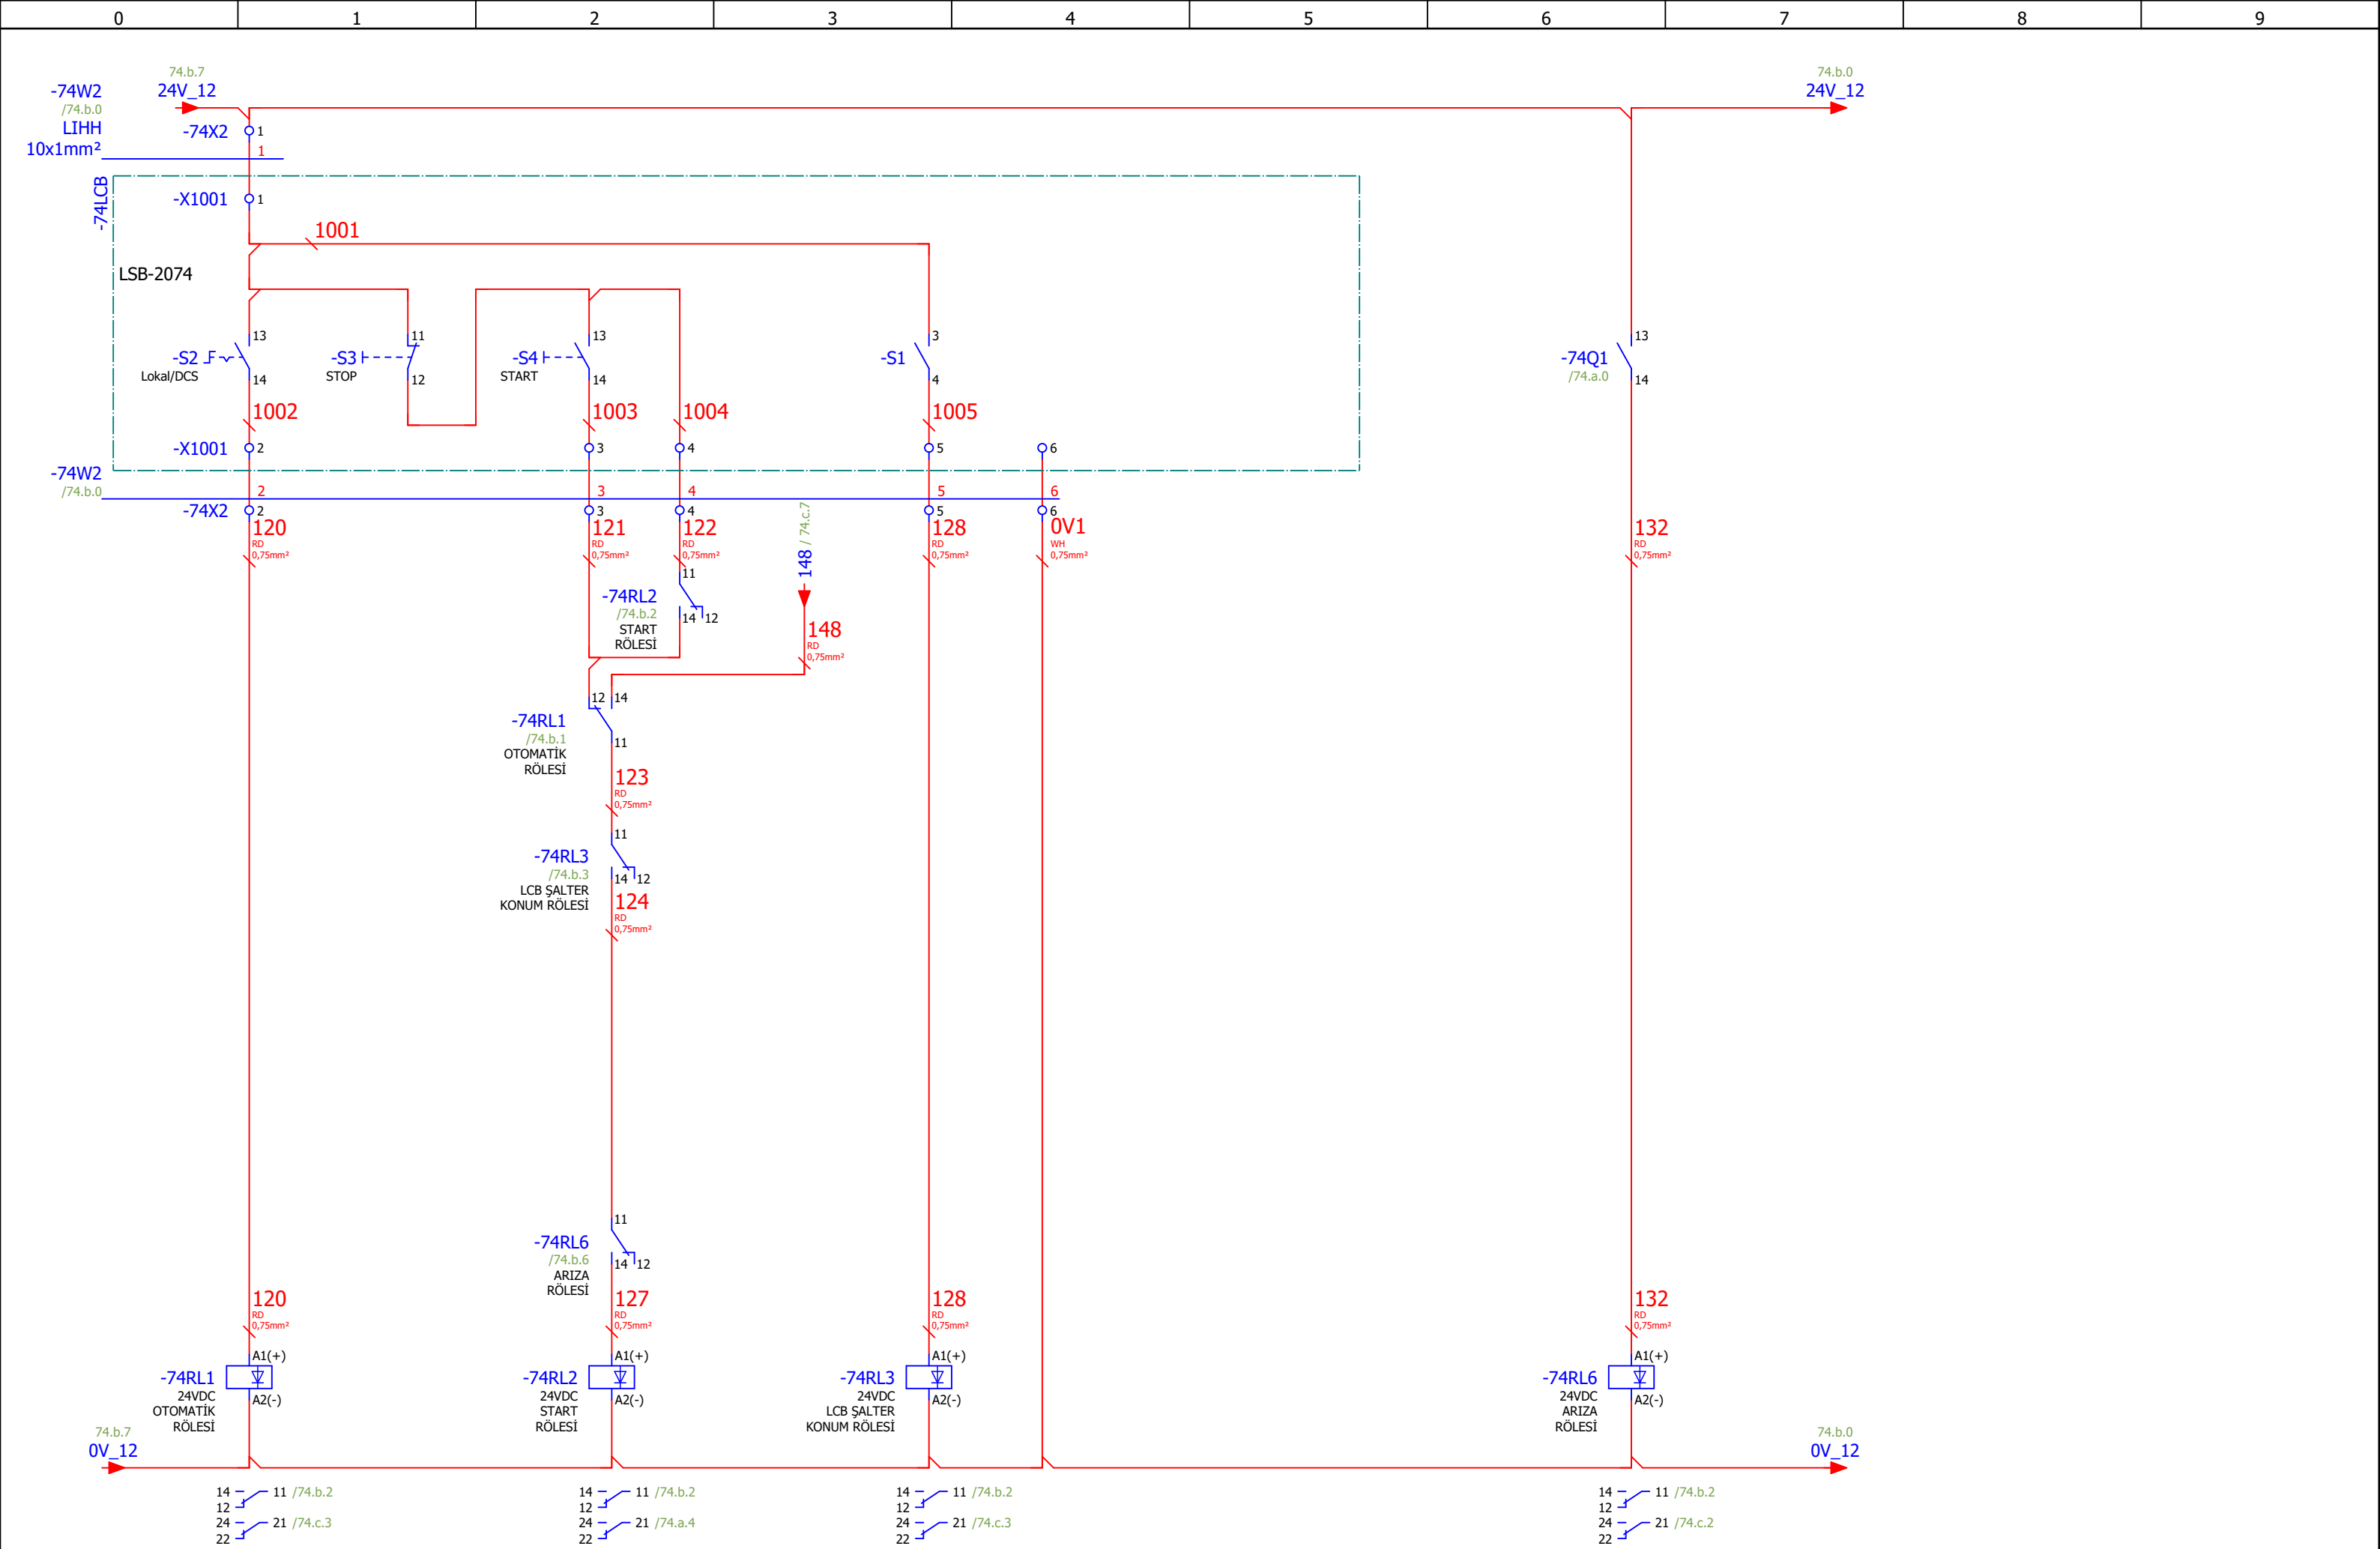 0 1 2 3 4 5 6 7 8 9
74.b.7
24V_12
74.b.0
24V_12
-74W2
/74.b.0
LIHH
10x1mm²
-74X2 1
1
-74LCB
-X1001 1
1001
LSB-2074
-S2
Lokal/DCS
13
14
-S3
STOP
11
12
-S4
START
13
14
-S1
3
4
-74Q1
/74.a.0
13
14
1002
1003
1004
1005
-X1001 2 3 4 5 6
-74W2
/74.b.0
2 3 4 5 6
-74X2 2 3 4 5 6
120
RD
0,75mm²
121
RD
0,75mm²
122
RD
0,75mm²
148 / 74.c.7
128
RD
0,75mm²
0V1
WH
0,75mm²
132
RD
0,75mm²
-74RL2
/74.b.2
START
RÖLESİ
11
14 12
148
RD
0,75mm²
-74RL1
/74.b.1
OTOMATİK
RÖLESİ
12 14
11
123
RD
0,75mm²
-74RL3
/74.b.3
LCB ŞALTER
KONUM RÖLESİ
11
14 12
124
RD
0,75mm²
-74RL6
/74.b.6
ARIZA
RÖLESİ
11
14 12
120
RD
0,75mm²
127
RD
0,75mm²
128
RD
0,75mm²
132
RD
0,75mm²
-74RL1
24VDC
OTOMATİK
RÖLESİ
A1(+)
A2(-)
-74RL2
24VDC
START
RÖLESİ
A1(+)
A2(-)
-74RL3
24VDC
LCB ŞALTER
KONUM RÖLESİ
A1(+)
A2(-)
-74RL6
24VDC
ARIZA
RÖLESİ
A1(+)
A2(-)
74.b.7
0V_12
74.b.0
0V_12
14 11 /74.b.2
12
24 21 /74.c.3
22
14 11 /74.b.2
12
24 21 /74.a.4
22
14 11 /74.b.2
12
24 21 /74.c.3
22
14 11 /74.b.2
12
24 21 /74.c.2
22